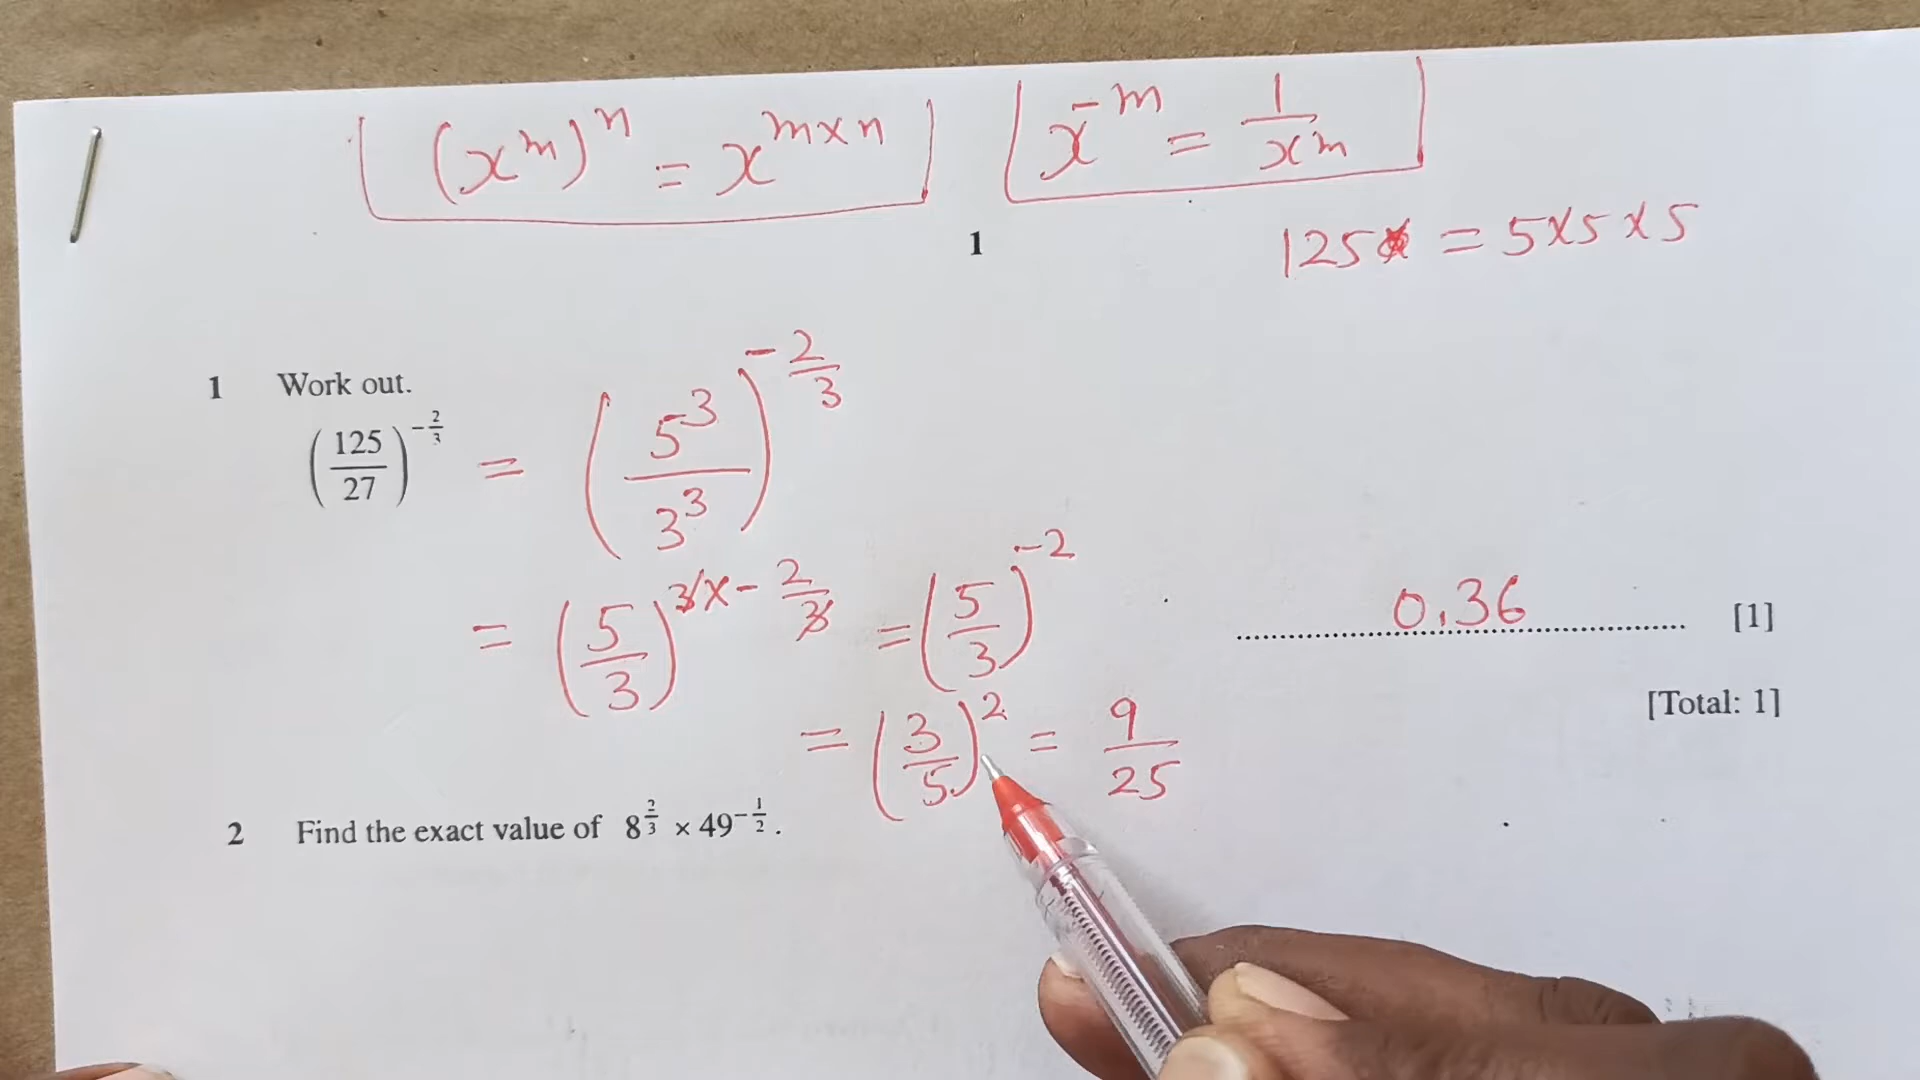 (x^m)^n = x^{m×n}
x^{-m} = 1/x^m
1
125 = 5×5×5
1 Work out.
(125/27)^{-2/3} = (5^3/3^3)^{-2/3}
= (5/3)^{3×-2/3} = (5/3)^{-2}
0.36 [1]
= (3/5)^2 = 9/25
[Total: 1]
2 Find the exact value of 8^{2/3} × 49^{-1/2}.